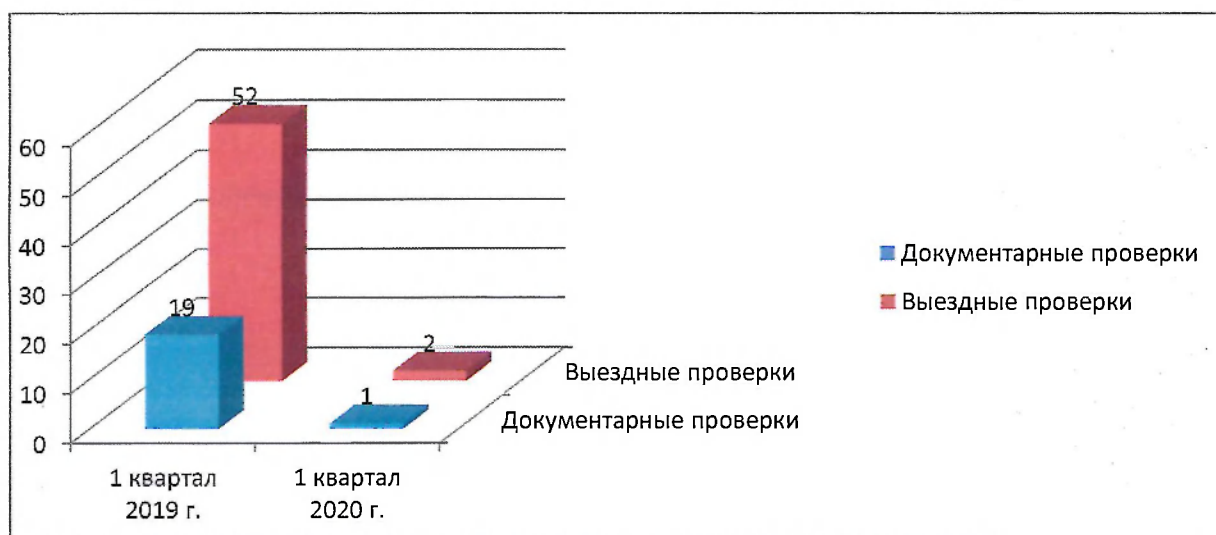 52
60
50
40
30
20
10
0
19
2
1
Выездные проверки
Документарные проверки
1 квартал
2019 г.
1 квартал
2020 г.
Документарные проверки
Выездные проверки